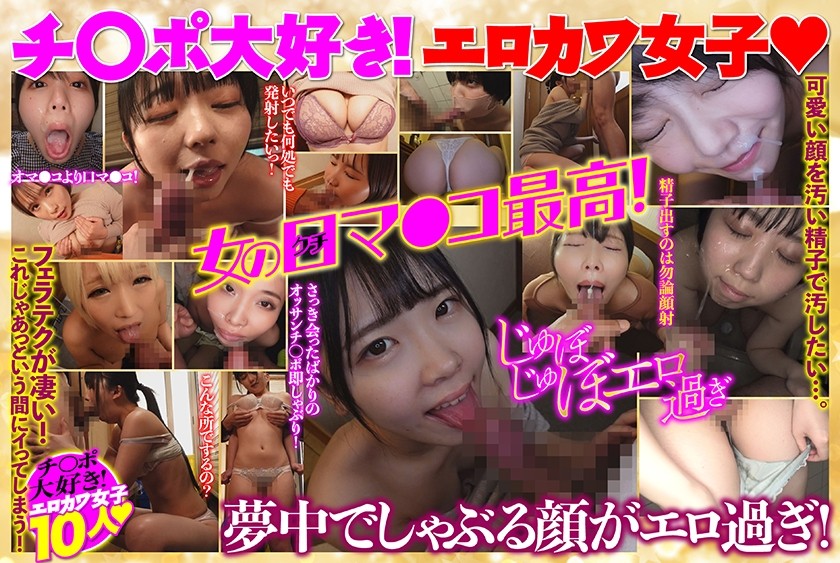 チ〇ポ大好き!エロカワ女子♥
オマ●コより口マ●コ!
いつでも何処でも
発射したいっ!
可愛い顔を汚い精子で汚したい…。
精子出すのは勿論顔射
女の口マ●コ最高!
クチ
フェラテクが凄い!
これじゃあっという間にイってしまう!
さっき会ったばかりの
オッサンチ〇ポ即しゃぶり!
こんな所でするの?
じゅぽ
じゅぽエロ
過ぎ
チ〇ポ
大好き!
エロカワ女子
10人♥
夢中でしゃぶる顔がエロ過ぎ!